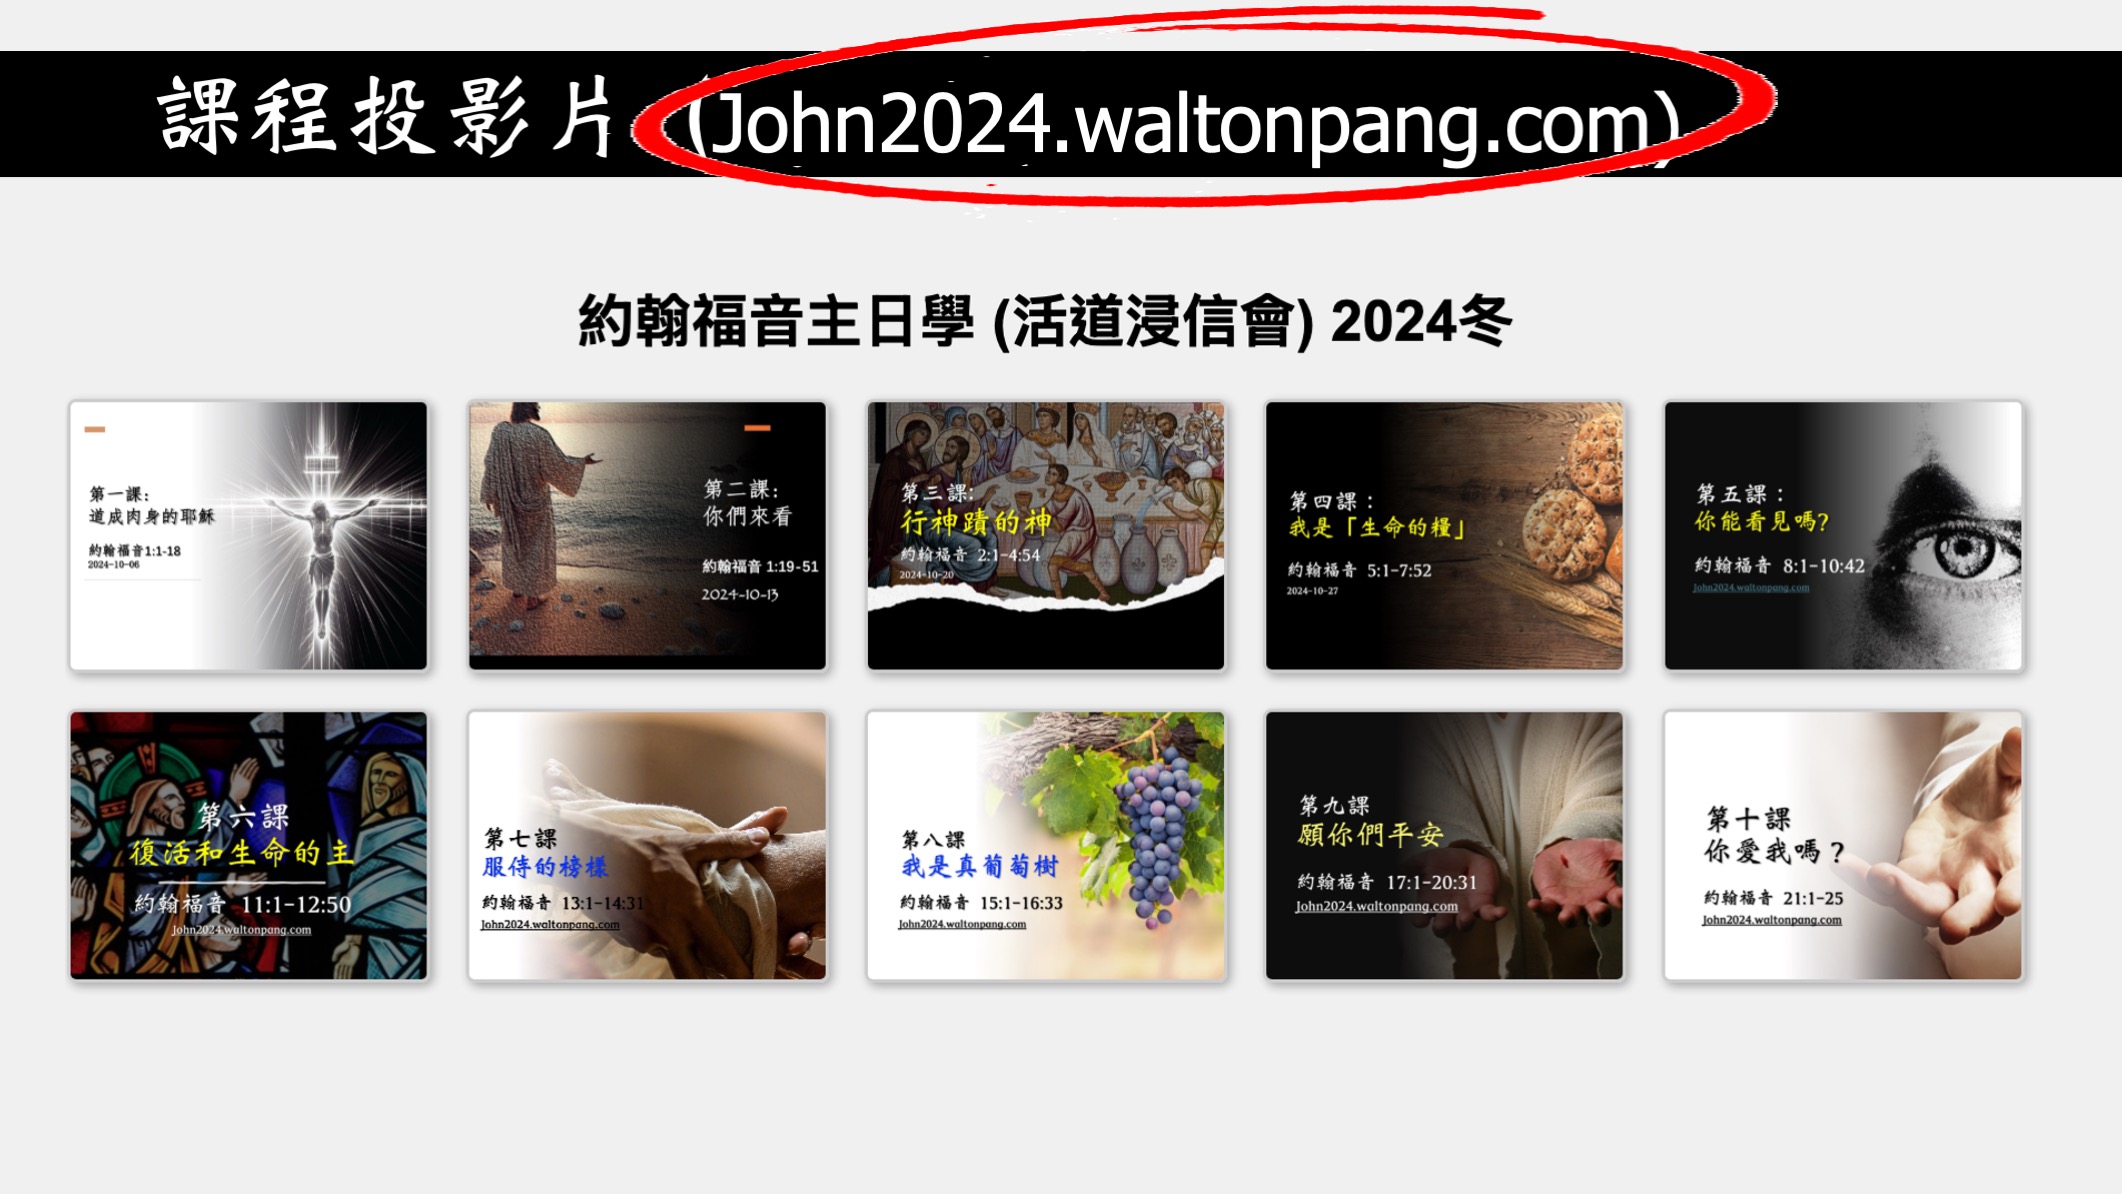 課程投影片 (John2024.waltonpang.com)
約翰福音主日學 (活道浸信會) 2024冬
第一課:
道成肉身的耶穌
約翰福音1:1-18
2024-10-06
第二課:
你們來看
約翰福音 1:19-51
2024-10-13
第三課:
行神蹟的神
約翰福音 2:1-4:54
2024-10-20
第四課：
我是「生命的糧」
約翰福音 5:1-7:52
2024-10-27
第五課：
你能看見嗎?
約翰福音 8:1-10:42
John2024.waltonpang.com
第六課
復活和生命的主
約翰福音 11:1-12:50
John2024.waltonpang.com
第七課
服侍的榜樣
約翰福音 13:1-14:31
John2024.waltonpang.com
第八課
我是真葡萄樹
約翰福音 15:1-16:33
John2024.waltonpang.com
第九課
願你們平安
約翰福音 17:1-20:31
John2024.waltonpang.com
第十課
你愛我嗎？
約翰福音 21:1-25
John2024.waltonpang.com